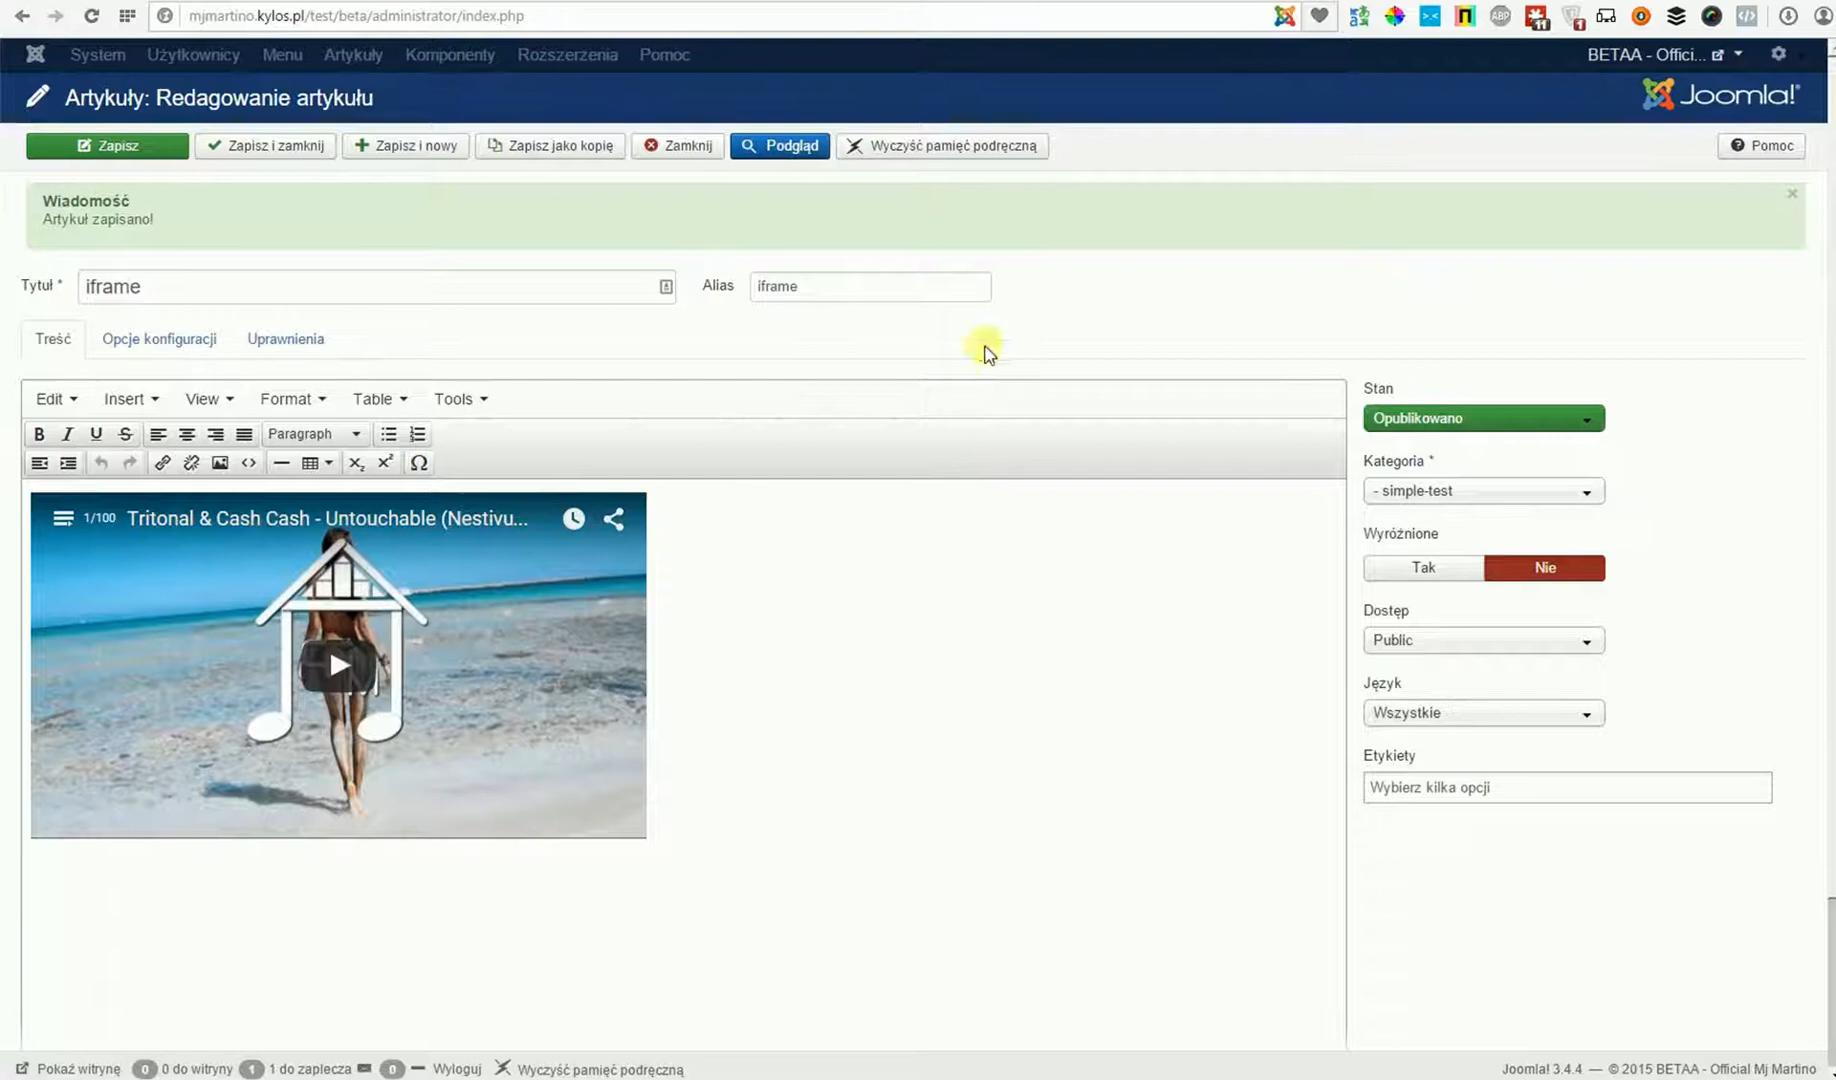 mjmartino.kylos.pl/test/beta/administrator/index.php
ABP
11
1
System Użytkownicy Menu Artykuły Komponenty Rozszerzenia Pomoc
BETAA - Offici...
Artykuły: Redagowanie artykułu
Joomla!®
Zapisz
Zapisz i zamknij
Zapisz i nowy
Zapisz jako kopię
Zamknij
Podgląd
Wyczyść pamięć podręczną
Pomoc
Wiadomość
Artykuł zapisano!
×
Tytuł *
iframe
Alias
iframe
Treść
Opcje konfiguracji
Uprawnienia
Edit Insert View Format Table Tools
B I U S Paragraph
1/100 Tritonal & Cash Cash - Untouchable (Nestivu...
Stan
Opublikowano
Kategoria *
- simple-test
Wyróżnione
Tak Nie
Dostęp
Public
Język
Wszystkie
Etykiety
Wybierz kilka opcji
Pokaż witrynę 0 0 do witryny 1 1 do zaplecza 0 Wyloguj Wyczyść pamięć podręczną
Joomla! 3.4.4 — © 2015 BETAA - Official Mj Martino